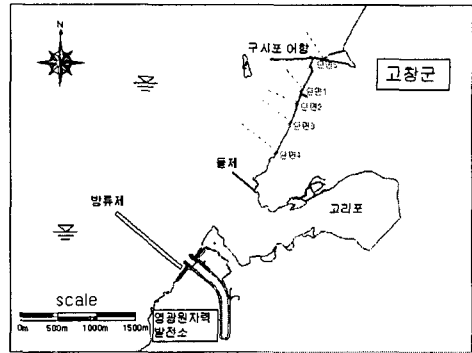 N
구시포 어항
고창군
단면1
단면2
단면3
단면4
돌제
방류제
고리포
scale
0m 500m 1000m 1500m
영광원자력
발전소